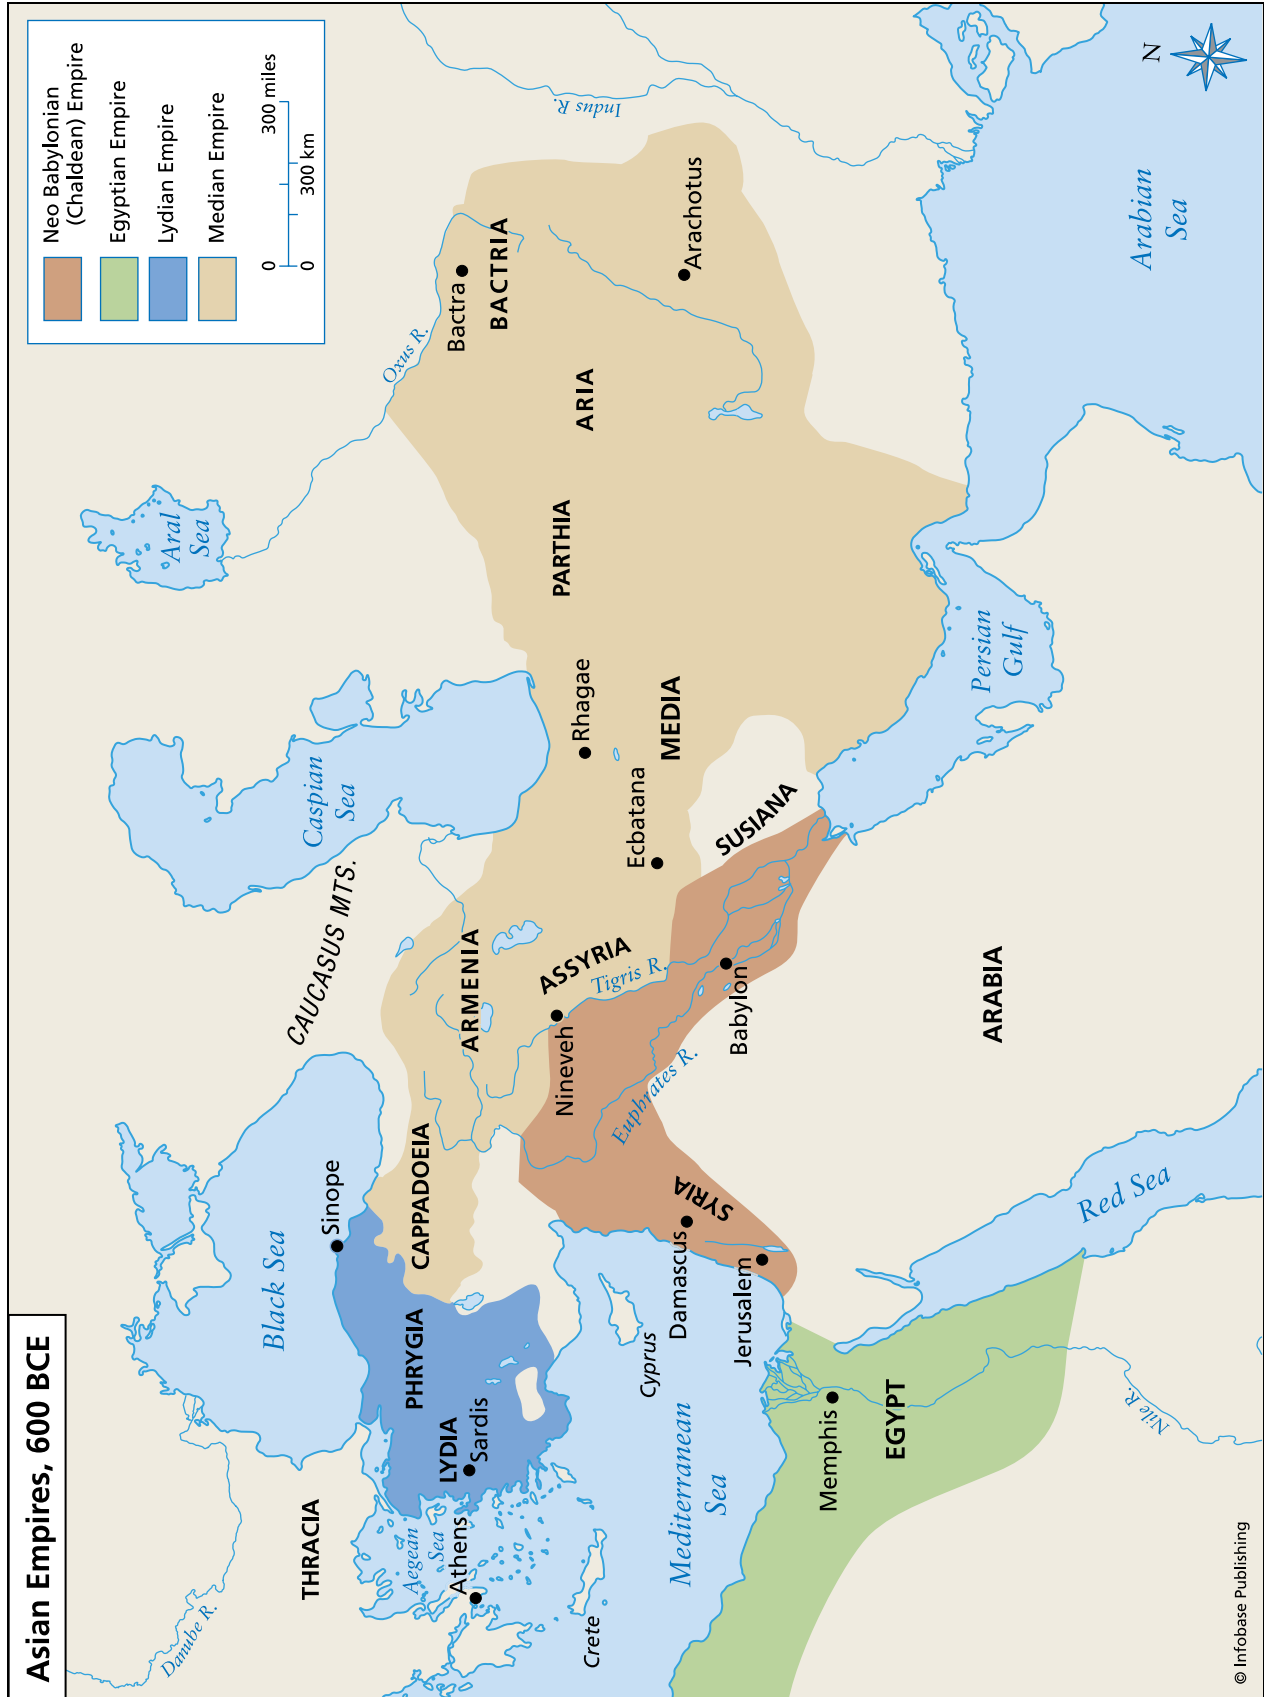 Asian Empires, 600 BCE
Neo Babylonian
(Chaldean) Empire
Egyptian Empire
Lydian Empire
Median Empire
0
300 miles
0
300 km
N
Danube R.
THRACIA
Black Sea
Sinope
CAUCASUS MTS.
Caspian
Sea
Aral
Sea
Oxus R.
Indus R.
Aegean
Sea
Athens
LYDIA
Sardis
PHRYGIA
CAPPADOEIA
ARMENIA
ASSYRIA
Tigris R.
Nineveh
Ecbatana
Rhagae
MEDIA
PARTHIA
ARIA
Bactra
BACTRIA
Arachotus
Crete
Cyprus
Mediterranean
Sea
Damascus
SYRIA
Jerusalem
Euphrates R.
Babylon
SUSIANA
Persian
Gulf
Arabian
Sea
Memphis
EGYPT
Nile R.
Red Sea
ARABIA
© Infobase Publishing